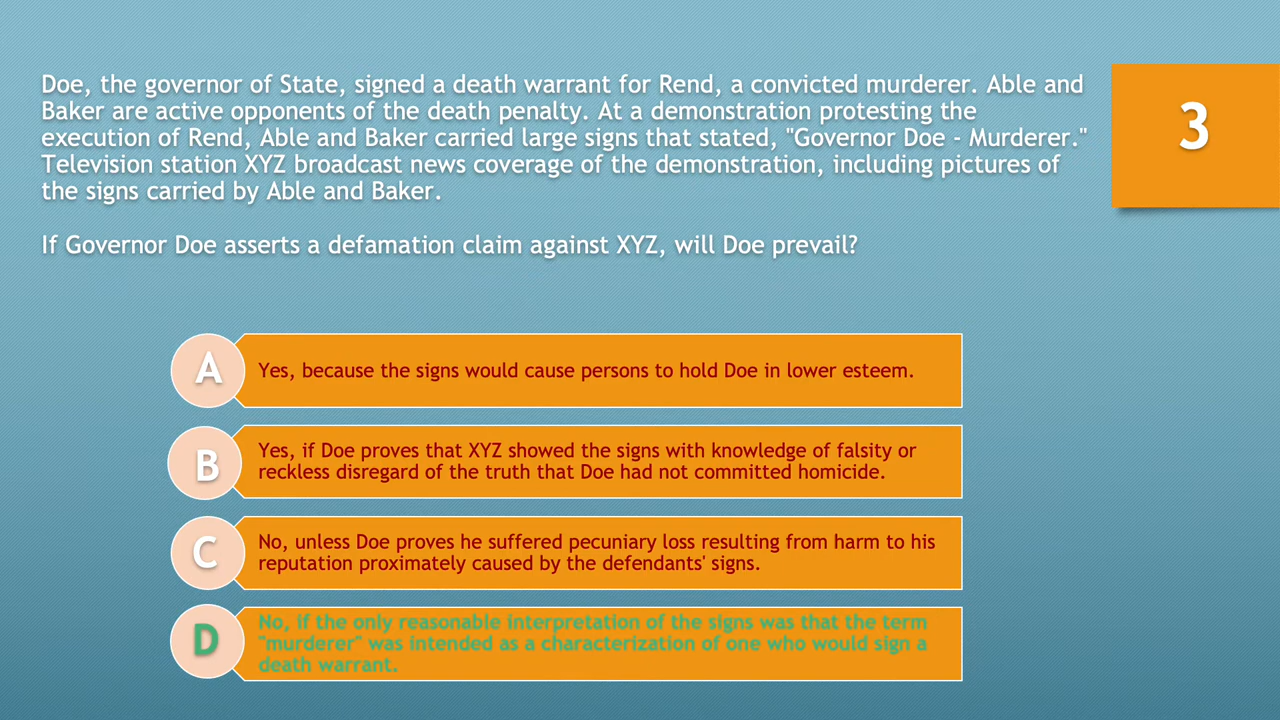 Doe, the governor of State, signed a death warrant for Rend, a convicted murderer. Able and
Baker are active opponents of the death penalty. At a demonstration protesting the
execution of Rend, Able and Baker carried large signs that stated, "Governor Doe - Murderer."
Television station XYZ broadcast news coverage of the demonstration, including pictures of
the signs carried by Able and Baker.
If Governor Doe asserts a defamation claim against XYZ, will Doe prevail?
3
A
Yes, because the signs would cause persons to hold Doe in lower esteem.
B
Yes, if Doe proves that XYZ showed the signs with knowledge of falsity or
reckless disregard of the truth that Doe had not committed homicide.
C
No, unless Doe proves he suffered pecuniary loss resulting from harm to his
reputation proximately caused by the defendants' signs.
D
No, if the only reasonable interpretation of the signs was that the term
"murderer" was intended as a characterization of one who would sign a
death warrant.